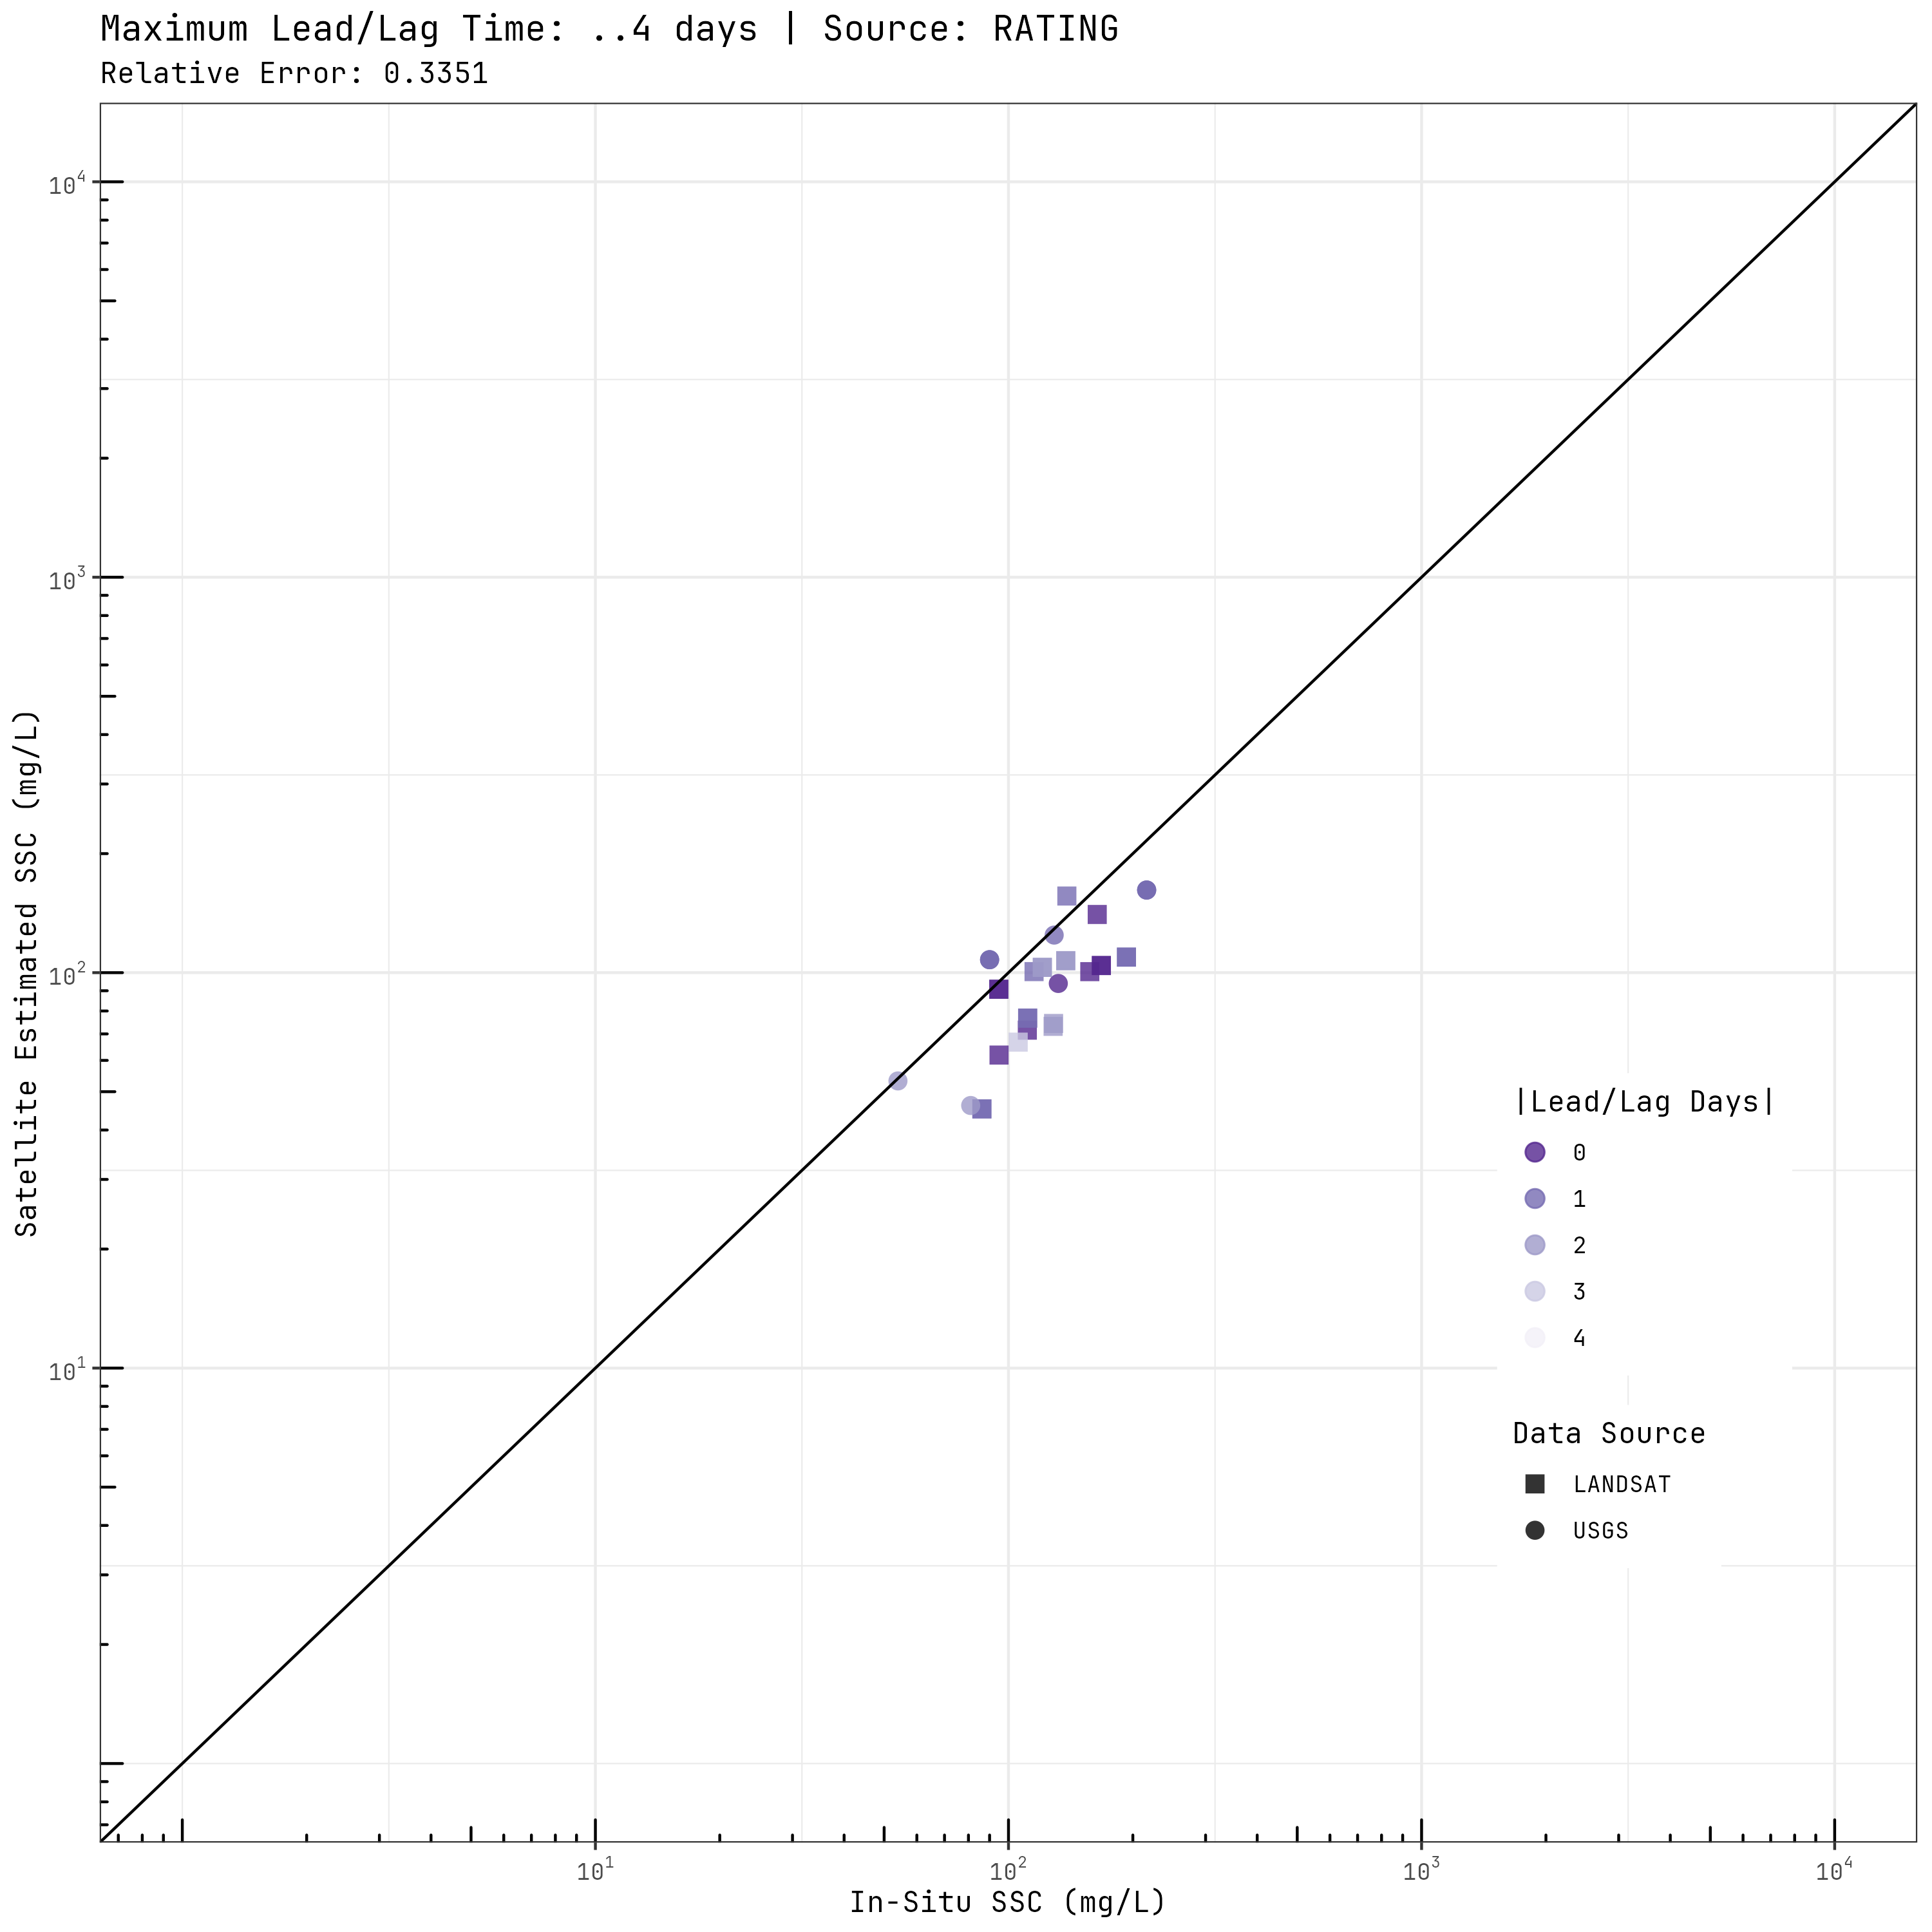 Maximum Lead/Lag Time: ..4 days | Source: RATING
Relative Error: 0.3351
Satellite Estimated SSC (mg/L)
10⁴
10³
10²
10¹
|Lead/Lag Days|
0
1
2
3
4
Data Source
LANDSAT
USGS
10¹ 10² 10³ 10⁴
In-Situ SSC (mg/L)